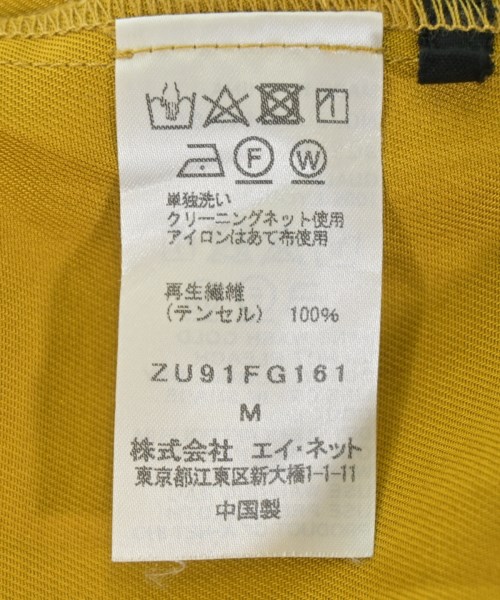 F W
単独洗い
クリーニングネット使用
アイロンはあて布使用
再生繊維
(テンセル) 100%
ZU91FG161
M
株式会社 エイ・ネット
東京都江東区新大橋1-1-11
中国製